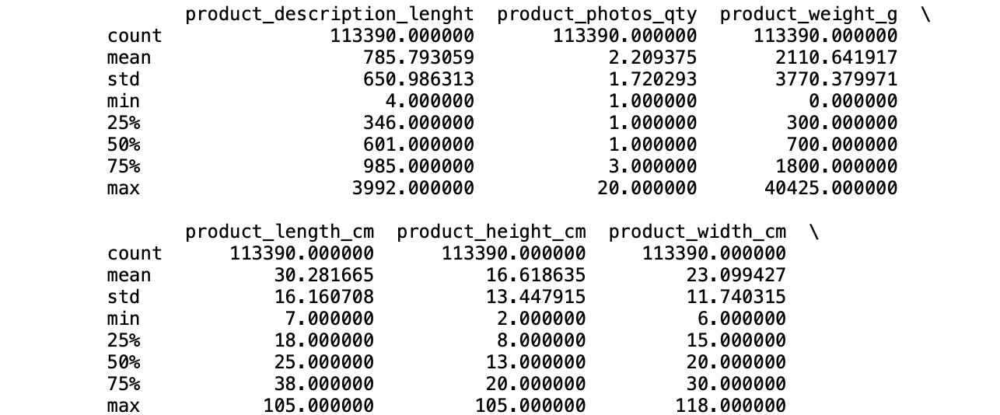 product_description_lenght product_photos_qty product_weight_g \
count 113390.000000 113390.000000 113390.000000
mean 785.793059 2.209375 2110.641917
std 650.986313 1.720293 3770.379971
min 4.000000 1.000000 0.000000
25% 346.000000 1.000000 300.000000
50% 601.000000 1.000000 700.000000
75% 985.000000 3.000000 1800.000000
max 3992.000000 20.000000 40425.000000
product_length_cm product_height_cm product_width_cm \
count 113390.000000 113390.000000 113390.000000
mean 30.281665 16.618635 23.099427
std 16.160708 13.447915 11.740315
min 7.000000 2.000000 6.000000
25% 18.000000 8.000000 15.000000
50% 25.000000 13.000000 20.000000
75% 38.000000 20.000000 30.000000
max 105.000000 105.000000 118.000000